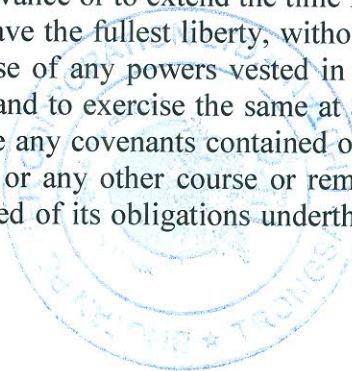 vance or to extend the time
ave the fullest liberty, witho
se of any powers vested in
and to exercise the same at
e any covenants contained o
or any other course or rem
ed of its obligations underth
TRONGS